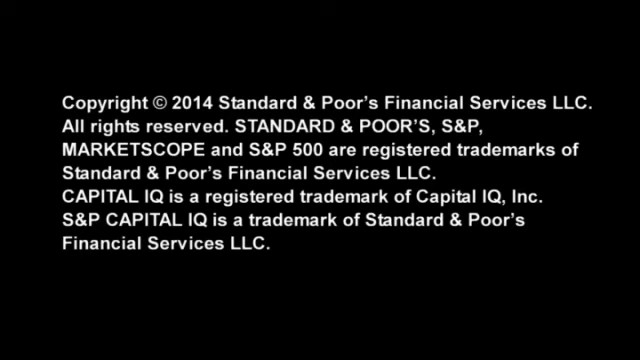 Copyright © 2014 Standard & Poor’s Financial Services LLC.
All rights reserved. STANDARD & POOR’S, S&P,
MARKETSCOPE and S&P 500 are registered trademarks of
Standard & Poor’s Financial Services LLC.
CAPITAL IQ is a registered trademark of Capital IQ, Inc.
S&P CAPITAL IQ is a trademark of Standard & Poor’s
Financial Services LLC.